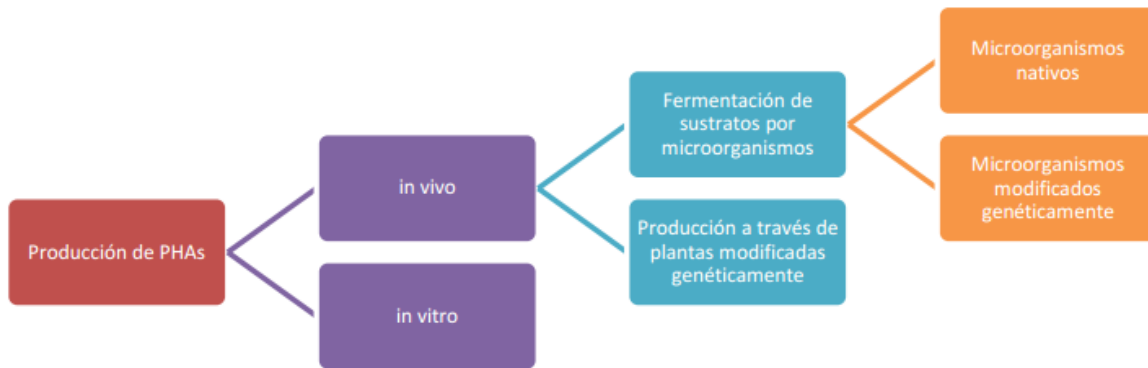 Producción de PHAs
in vivo
in vitro
Fermentación de
sustratos por
microorganismos
Producción a través de
plantas modificadas
genéticamente
Microorganismos
nativos
Microorganismos
modificados
genéticamente